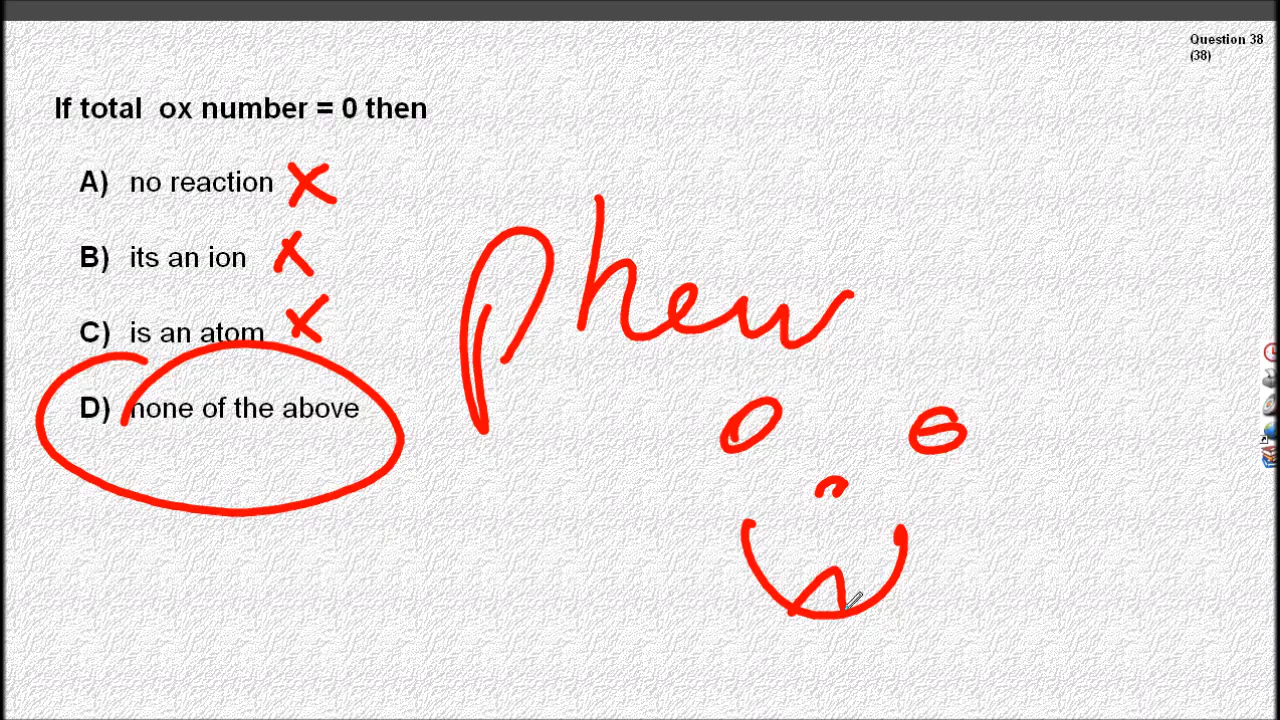 Question 38
(38)
If total ox number = 0 then
A) no reaction
B) its an ion
C) is an atom
D) none of the above
phew